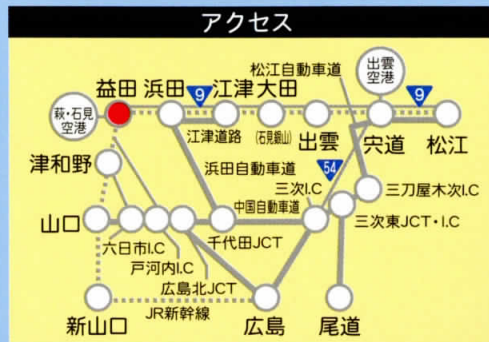 アクセス
松江自動車道
出雲空港
益田 浜田 9 江津 大田 9
萩・石見空港
江津道路 (石見銀山) 出雲 宍道 松江
津和野 浜田自動車道 54
三次I.C 三刀屋木次I.C
山口 中国自動車道 三次東JCT・I.C
六日市I.C 千代田JCT
戸河内I.C
広島北JCT
JR新幹線
新山口 広島 尾道